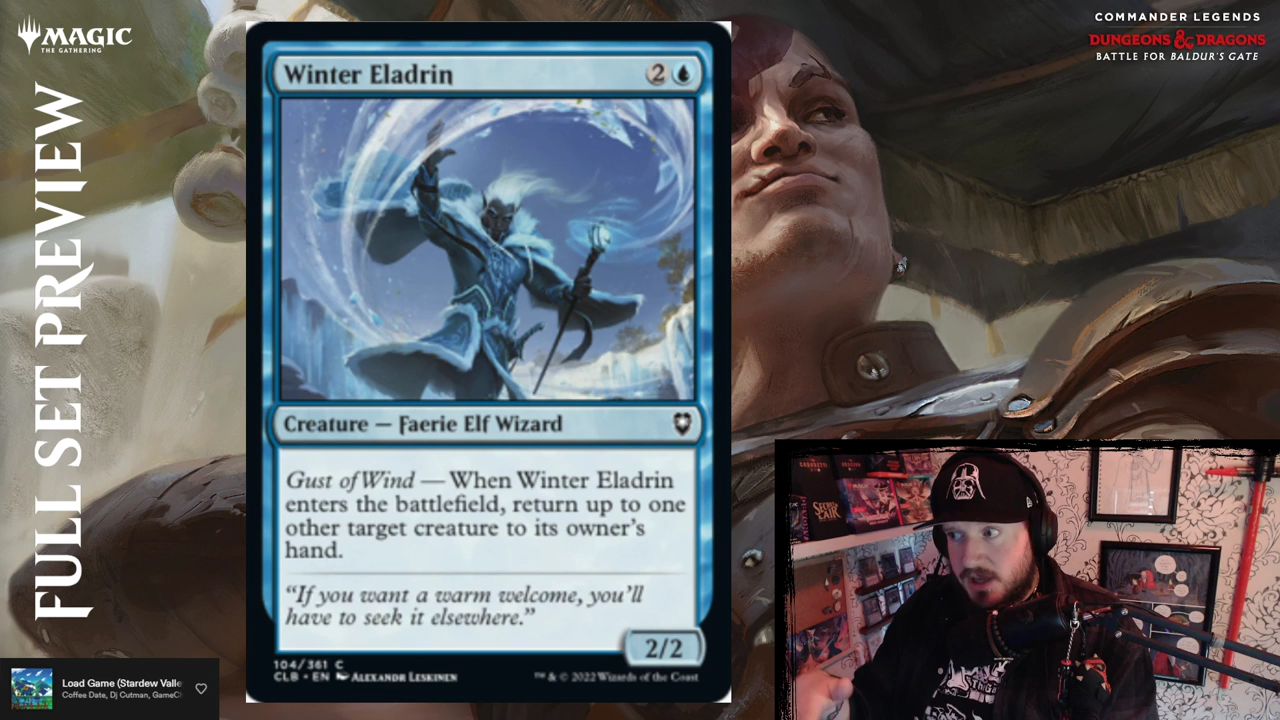 MAGIC
THE GATHERING
FULL SET PREVIEW
COMMANDER LEGENDS
DUNGEONS & DRAGONS
BATTLE FOR BALDUR'S GATE
Winter Eladrin
2
Creature — Faerie Elf Wizard
Gust of Wind — When Winter Eladrin
enters the battlefield, return up to one
other target creature to its owner's
hand.
"If you want a warm welcome, you'll
have to seek it elsewhere."
2/2
104/361 C
CLB • EN ALEXANDR LESKINEN
™ & © 2022 Wizards of the Coast
Load Game (Stardew Valle
Coffee Date, Dj Cutman, GameC
SECRET
LAIR